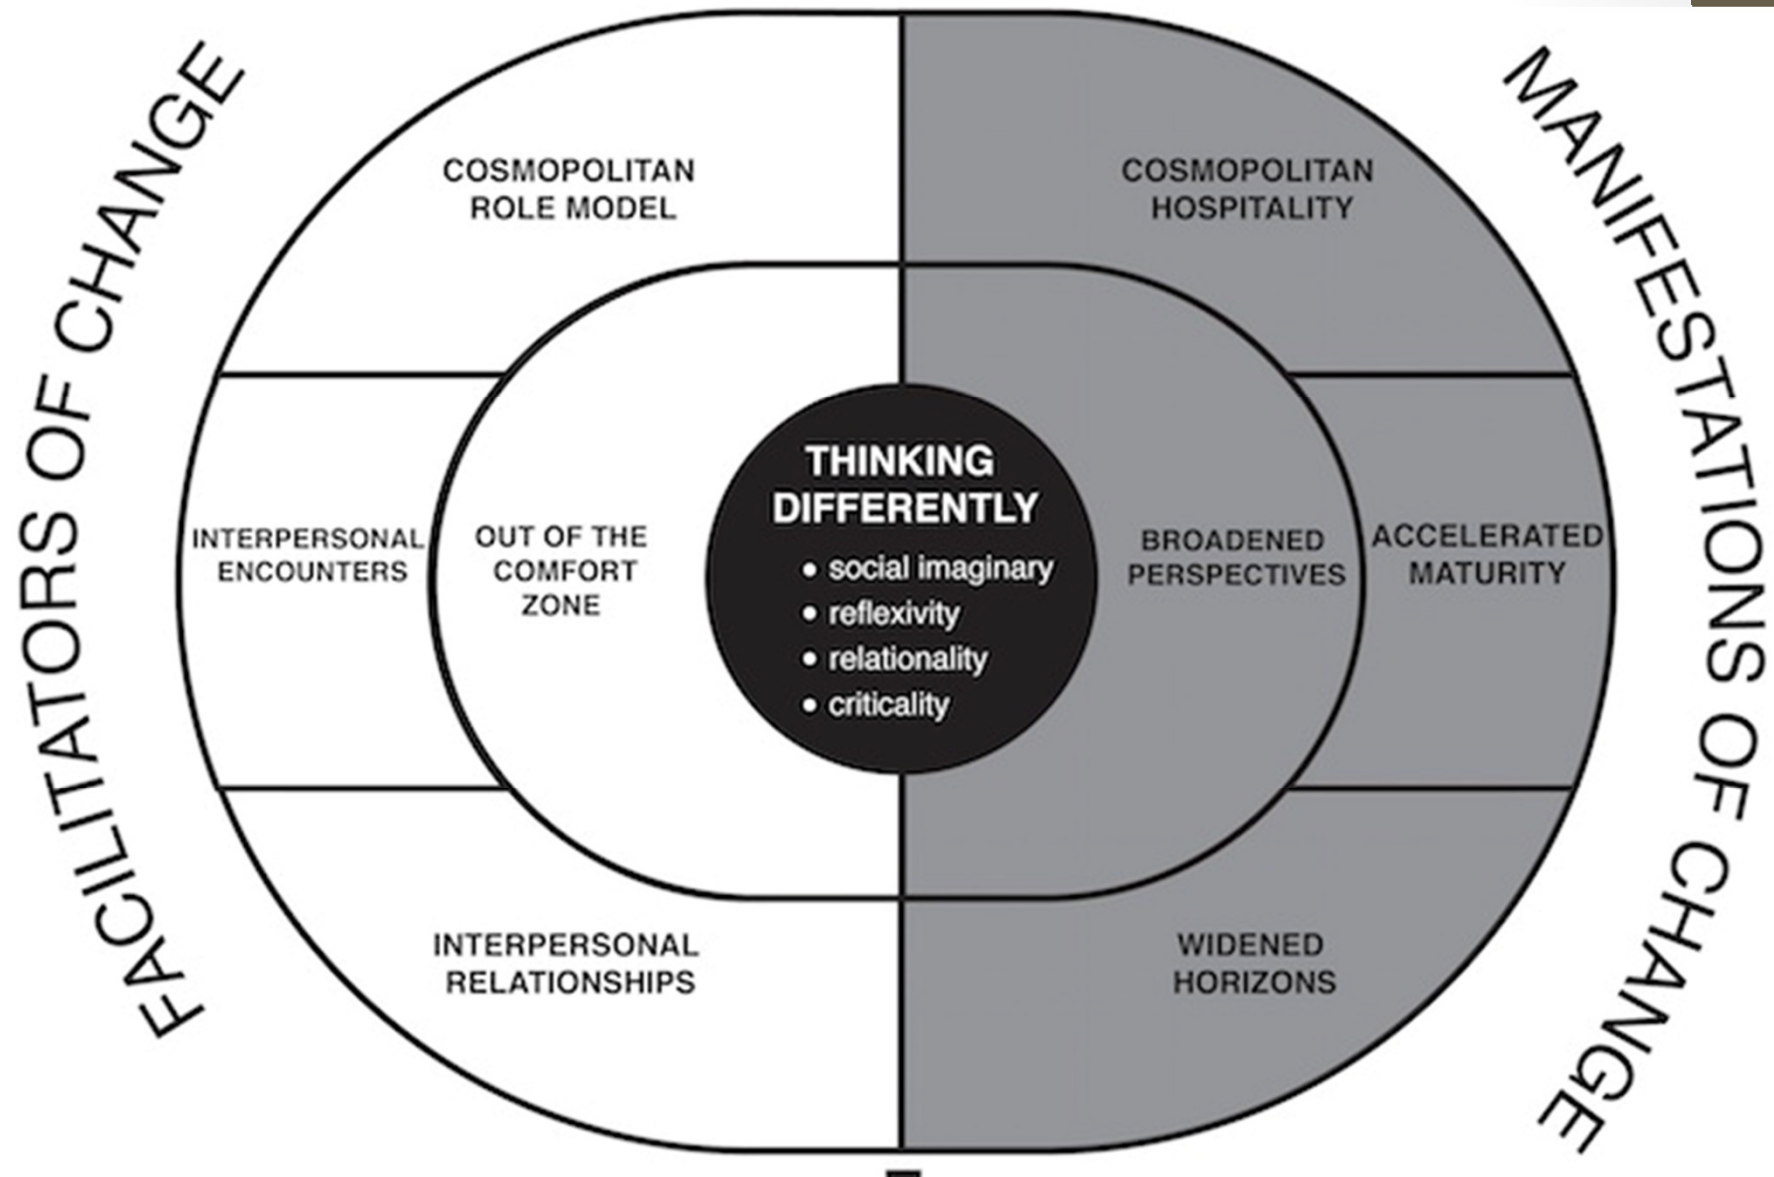 FACILITATORS OF CHANGE
COSMOPOLITAN
ROLE MODEL
INTERPERSONAL
ENCOUNTERS
INTERPERSONAL
RELATIONSHIPS
OUT OF THE
COMFORT
ZONE
THINKING
DIFFERENTLY
• social imaginary
• reflexivity
• relationality
• criticality
BROADENED
PERSPECTIVES
COSMOPOLITAN
HOSPITALITY
ACCELERATED
MATURITY
WIDENED
HORIZONS
MANIFESTATIONS OF CHANGE